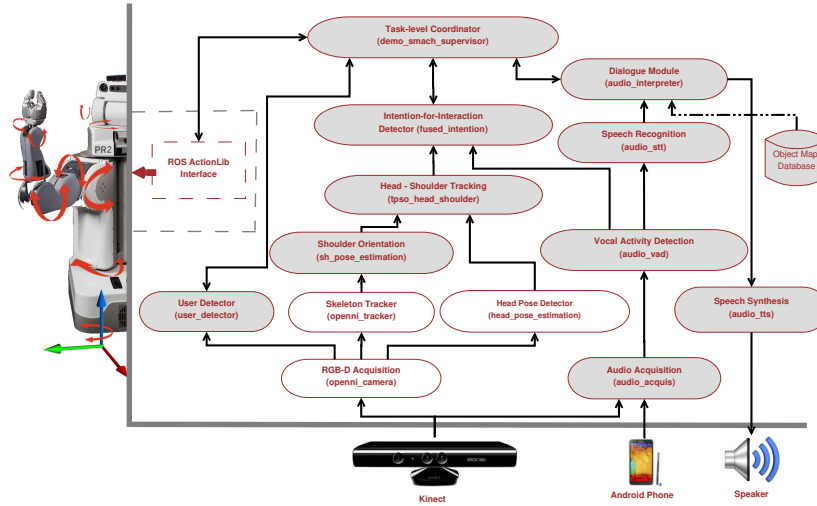 Task-level Coordinator
(demo_smach_supervisor)
Dialogue Module
(audio_interpreter)
Intention-for-Interaction
Detector (fused_intention)
Speech Recognition
(audio_stt)
PR2
ROS ActionLib
Interface
Object Map
Database
Head - Shoulder Tracking
(tpso_head_shoulder)
Shoulder Orientation
(sh_pose_estimation)
Vocal Activity Detection
(audio_vad)
User Detector
(user_detector)
Skeleton Tracker
(openni_tracker)
Head Pose Detector
(head_pose_estimation)
Speech Synthesis
(audio_tts)
RGB-D Acquisition
(openni_camera)
Audio Acquisition
(audio_acquis)
XBOX 360
Kinect
Android Phone
Speaker